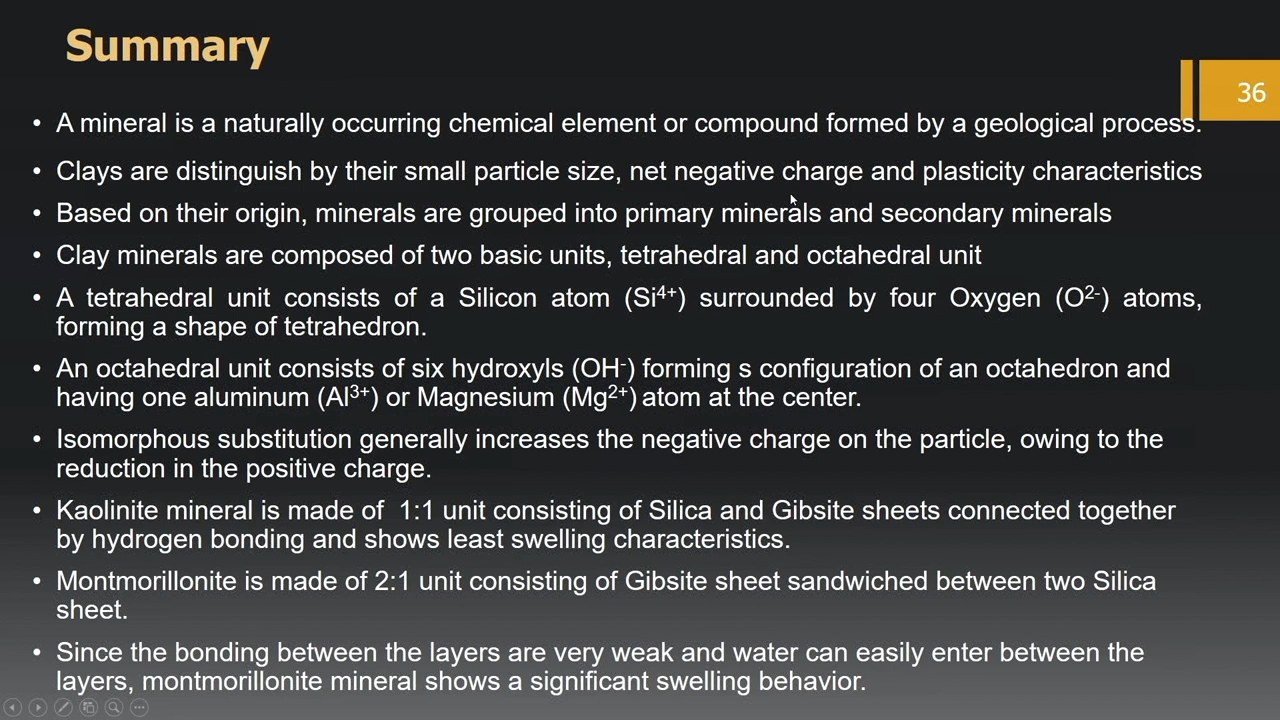 Summary
36
• A mineral is a naturally occurring chemical element or compound formed by a geological process.
• Clays are distinguish by their small particle size, net negative charge and plasticity characteristics
• Based on their origin, minerals are grouped into primary minerals and secondary minerals
• Clay minerals are composed of two basic units, tetrahedral and octahedral unit
• A tetrahedral unit consists of a Silicon atom (Si⁴⁺) surrounded by four Oxygen (O²⁻) atoms,
forming a shape of tetrahedron.
• An octahedral unit consists of six hydroxyls (OH⁻) forming s configuration of an octahedron and
having one aluminum (Al³⁺) or Magnesium (Mg²⁺) atom at the center.
• Isomorphous substitution generally increases the negative charge on the particle, owing to the
reduction in the positive charge.
• Kaolinite mineral is made of 1:1 unit consisting of Silica and Gibsite sheets connected together
by hydrogen bonding and shows least swelling characteristics.
• Montmorillonite is made of 2:1 unit consisting of Gibsite sheet sandwiched between two Silica
sheet.
• Since the bonding between the layers are very weak and water can easily enter between the
layers, montmorillonite mineral shows a significant swelling behavior.